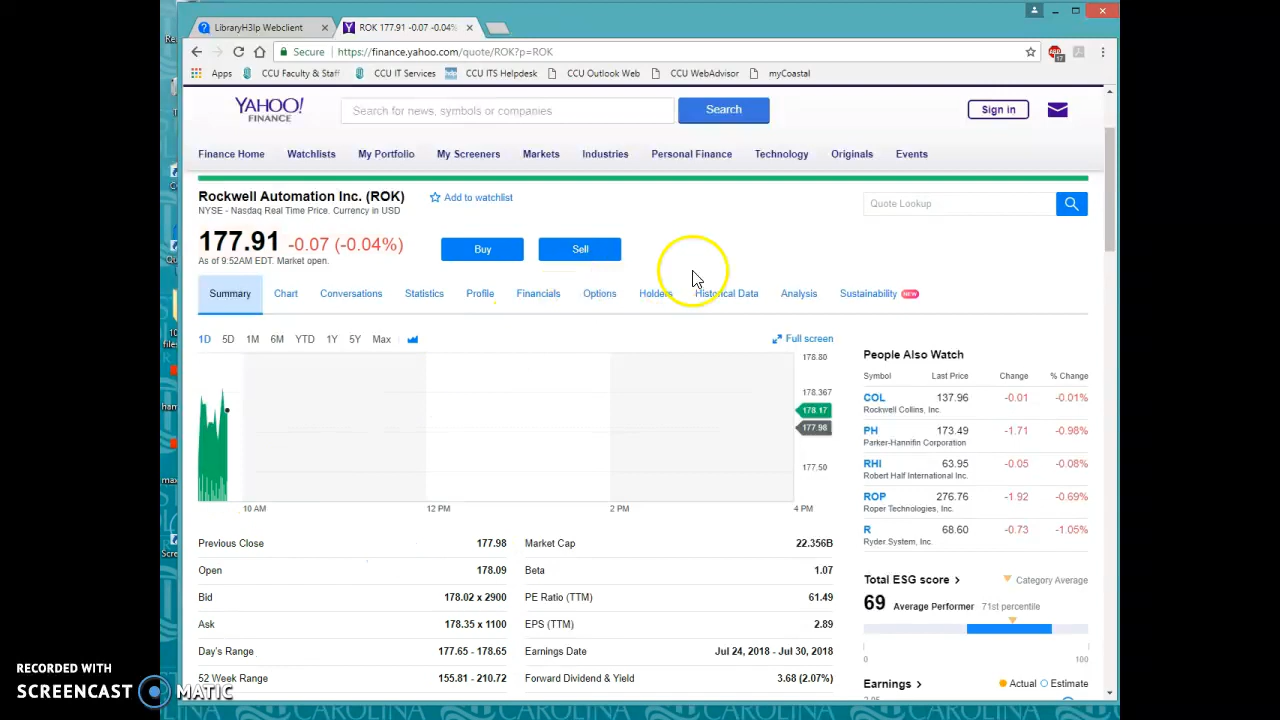 LibraryH3lp Webclient
ROK 177.91 -0.07 -0.04%
Secure https://finance.yahoo.com/quote/ROK?p=ROK
17
Apps CCU Faculty & Staff CCU IT Services CCU ITS Helpdesk CCU Outlook Web CCU WebAdvisor myCoastal
YAHOO!
FINANCE
Search for news, symbols or companies
Search
Sign in
Finance Home Watchlists My Portfolio My Screeners Markets Industries Personal Finance Technology Originals Events
Rockwell Automation Inc. (ROK)
Add to watchlist
NYSE - Nasdaq Real Time Price. Currency in USD
Quote Lookup
177.91 -0.07 (-0.04%)
As of 9:52AM EDT. Market open.
Buy
Sell
Summary Chart Conversations Statistics Profile Financials Options Holders Historical Data Analysis Sustainability NEW
1D 5D 1M 6M YTD 1Y 5Y Max
Full screen
178.80
178.367
178.17
177.98
177.50
10 AM 12 PM 2 PM 4 PM
Previous Close 177.98
Open 178.09
Bid 178.02 x 2900
Ask 178.35 x 1100
Day's Range 177.65 - 178.65
52 Week Range 155.81 - 210.72
Market Cap 22.356B
Beta 1.07
PE Ratio (TTM) 61.49
EPS (TTM) 2.89
Earnings Date Jul 24, 2018 - Jul 30, 2018
Forward Dividend & Yield 3.68 (2.07%)
People Also Watch
Symbol Last Price Change % Change
COL 137.96 -0.01 -0.01%
Rockwell Collins, Inc.
PH 173.49 -1.71 -0.98%
Parker-Hannifin Corporation
RHI 63.95 -0.05 -0.08%
Robert Half International Inc.
ROP 276.76 -1.92 -0.69%
Roper Technologies, Inc.
R 68.60 -0.73 -1.05%
Ryder System, Inc.
Total ESG score
Category Average
69 Average Performer 71st percentile
0 100
Earnings
Actual Estimate
RECORDED WITH
SCREENCAST MATIC